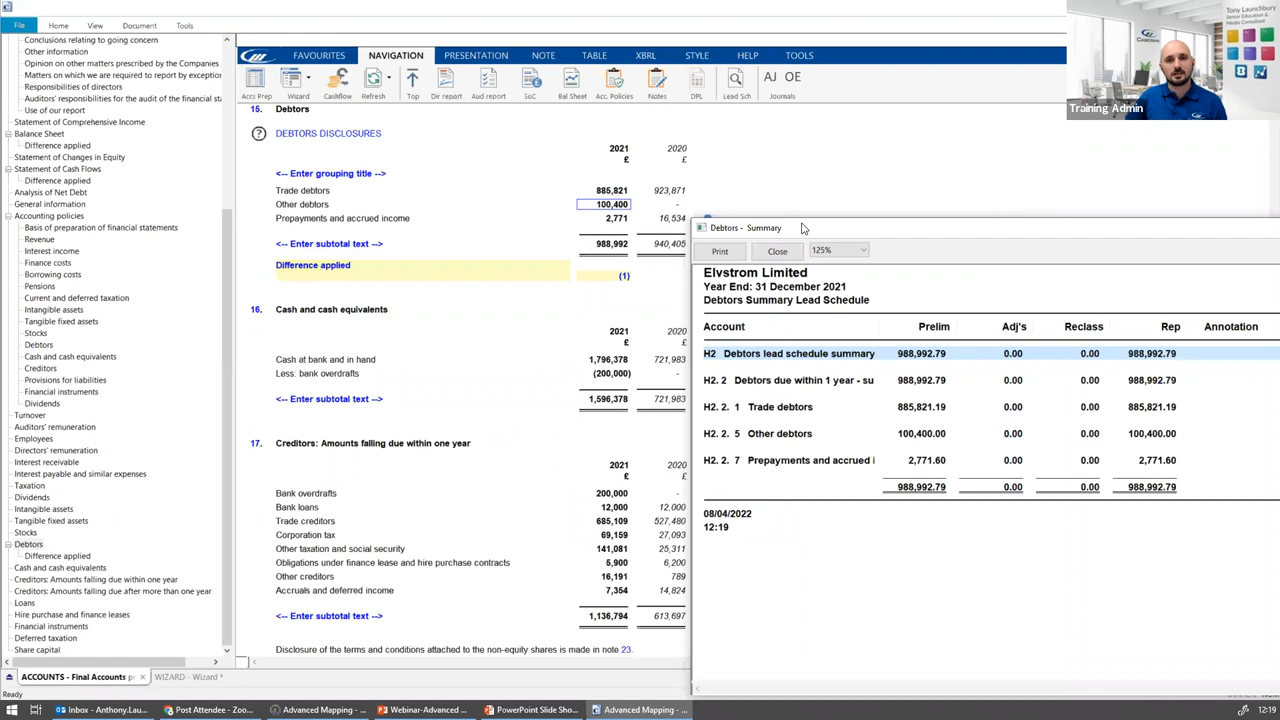 File Home View Document Tools
Tony Launchbury
Senior Education &
Media Consultant
CASEWARE
Training Admin
FAVOURITES NAVIGATION PRESENTATION NOTE TABLE XBRL STYLE HELP TOOLS
AJ OE
Accs Prep Wizard Cashflow Refresh Top Dir report Aud report SoC Bal Sheet Acc. Policies Notes DPL Lead Sch Journals
Conclusions relating to going concern
Other information
Opinion on other matters prescribed by the Companies
Matters on which we are required to report by exception
Responsibilities of directors
Auditors' responsibilities for the audit of the financial sta
Use of our report
Statement of Comprehensive Income
Balance Sheet
Difference applied
Statement of Changes in Equity
Statement of Cash Flows
Difference applied
Analysis of Net Debt
General information
Accounting policies
Basis of preparation of financial statements
Revenue
Interest income
Finance costs
Borrowing costs
Pensions
Current and deferred taxation
Intangible assets
Tangible fixed assets
Stocks
Debtors
Cash and cash equivalents
Creditors
Provisions for liabilities
Financial instruments
Dividends
Turnover
Auditors' remuneration
Employees
Directors' remuneration
Interest receivable
Interest payable and similar expenses
Taxation
Dividends
Intangible assets
Tangible fixed assets
Stocks
Debtors
Difference applied
Cash and cash equivalents
Creditors: Amounts falling due within one year
Creditors: Amounts falling due after more than one year
Loans
Hire purchase and finance leases
Financial instruments
Deferred taxation
Share capital
15. Debtors
? DEBTORS DISCLOSURES
2021 2020
£ £
<-- Enter grouping title -->
Trade debtors 885,821 923,871
Other debtors 100,400 -
Prepayments and accrued income 2,771 16,534
<-- Enter subtotal text --> 988,992 940,405
Difference applied (1)
16. Cash and cash equivalents
2021 2020
£ £
Cash at bank and in hand 1,796,378 721,983
Less: bank overdrafts (200,000) -
<-- Enter subtotal text --> 1,596,378 721,983
17. Creditors: Amounts falling due within one year
2021 2020
£ £
Bank overdrafts 200,000 -
Bank loans 12,000 12,000
Trade creditors 685,109 527,480
Corporation tax 69,159 27,093
Other taxation and social security 141,081 25,311
Obligations under finance lease and hire purchase contracts 5,900 6,200
Other creditors 16,191 789
Accruals and deferred income 7,354 14,824
<-- Enter subtotal text --> 1,136,794 613,697
Disclosure of the terms and conditions attached to the non-equity shares is made in note 23.
Debtors - Summary
Print Close 125%
Elvstrom Limited
Year End: 31 December 2021
Debtors Summary Lead Schedule
Account Prelim Adj's Reclass Rep Annotation
H2 Debtors lead schedule summary 988,992.79 0.00 0.00 988,992.79
H2. 2 Debtors due within 1 year - su 988,992.79 0.00 0.00 988,992.79
H2. 2. 1 Trade debtors 885,821.19 0.00 0.00 885,821.19
H2. 2. 5 Other debtors 100,400.00 0.00 0.00 100,400.00
H2. 2. 7 Prepayments and accrued i 2,771.60 0.00 0.00 2,771.60
988,992.79 0.00 0.00 988,992.79
08/04/2022
12:19
ACCOUNTS - Final Accounts pr WIZARD - Wizard *
Ready
Inbox - Anthony.Lau... Post Attendee - Zoo... Advanced Mapping -... Webinar-Advanced ... PowerPoint Slide Sho... Advanced Mapping -... 12:19